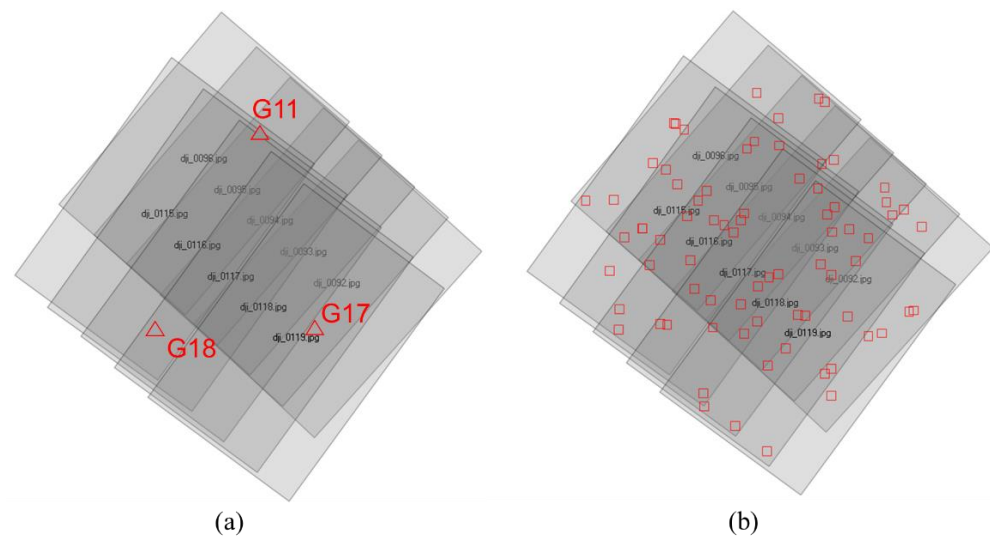 G11
dji_0096.jpg
dji_0095.jpg
dji_0115.jpg
dji_0094.jpg
dji_0116.jpg
dji_0093.jpg
dji_0117.jpg
dji_0092.jpg
dji_0118.jpg
G17
dji_0119.jpg
G18
(a)
dji_0096.jpg
dji_0095.jpg
dji_0115.jpg
dji_0094.jpg
dji_0116.jpg
dji_0093.jpg
dji_0117.jpg
dji_0092.jpg
dji_0118.jpg
dji_0119.jpg
(b)